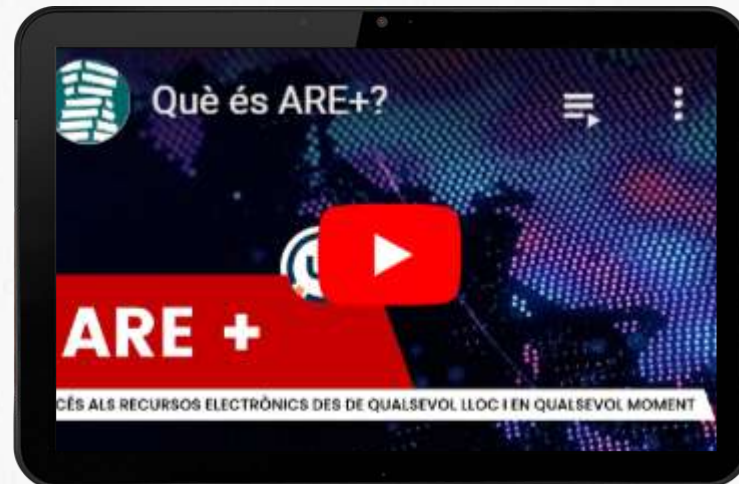 Què és ARE+?
ARE +
CÉS ALS RECURSOS ELECTRÒNICS DES DE QUALSEVOL LLOC I EN QUALSEVOL MOMENT